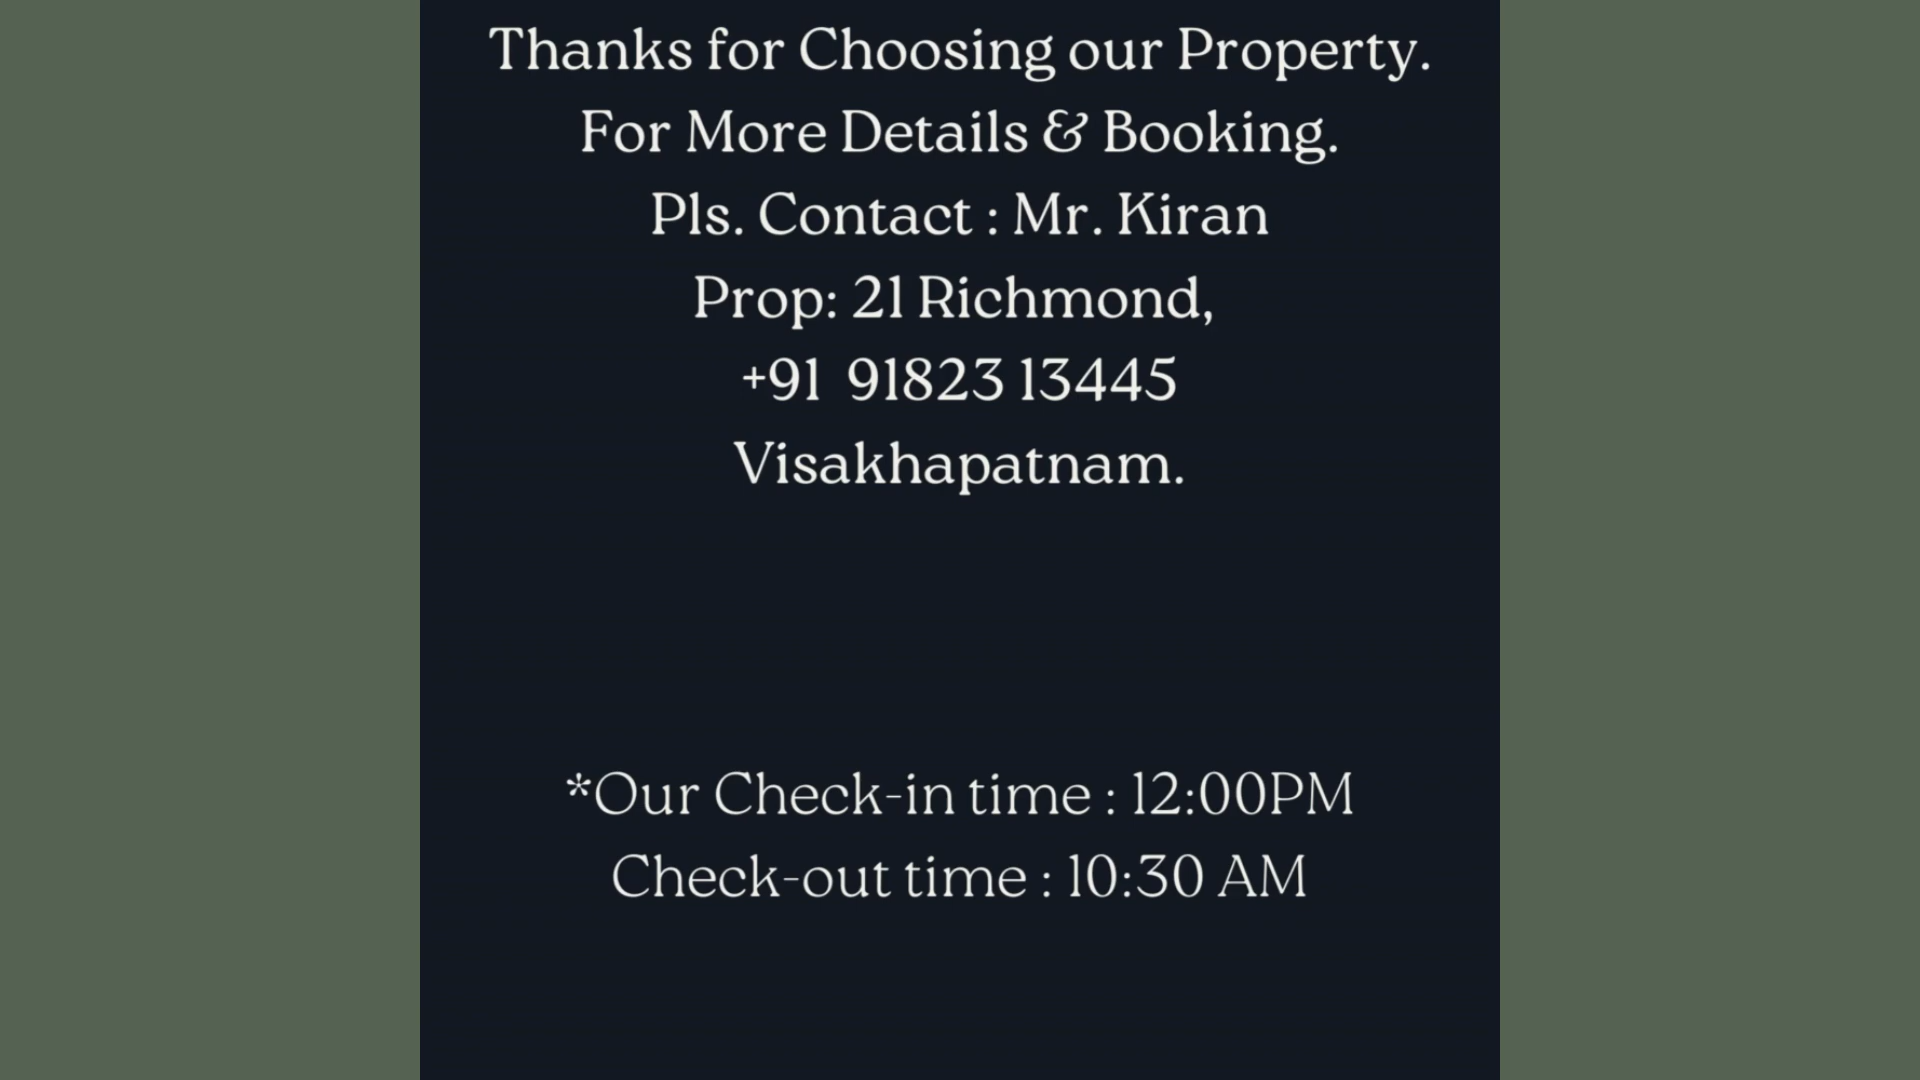 Thanks for Choosing our Property.
For More Details & Booking.
Pls. Contact : Mr. Kiran
Prop: 21 Richmond,
+91 91823 13445
Visakhapatnam.
*Our Check-in time : 12:00PM
Check-out time : 10:30 AM